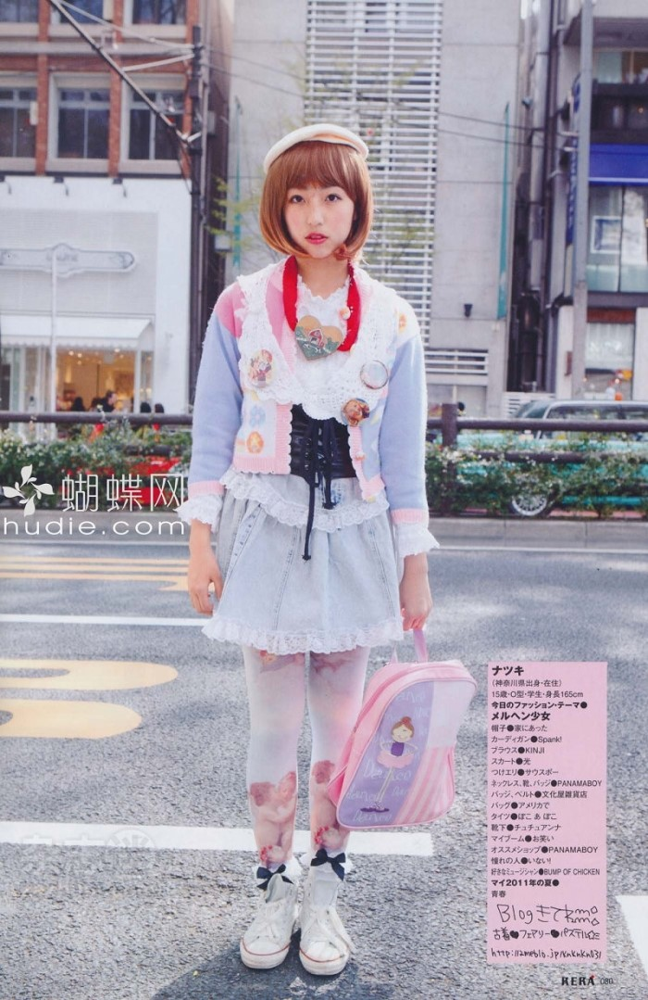 蝴蝶网
hudie.com
ナツキ
(神奈川県出身・在住)
15歳・O型・学生・身長165cm
今日のファッション・テーマ●
メルヘン少女
帽子●家にあった
カーディガン●Spank!
ブラウス●KINJI
スカート●光
つけエリ●サウスポー
ネックレス、靴、バッジ●PANAMABOY
バッジ、ベルト●文化屋雑貨店
バッグ●アメリカで
タイツ●ぽこ あ ぽこ
靴下●チュチュアンナ
マイブーム●お笑い
オススメショップ●PANAMABOY
憧れの人●いない!
好きなミュージシャン●BUMP OF CHICKEN
マイ2011年の夏●
青春
Blogきてね
古着♥フェアリー♥パステル
KERA 080